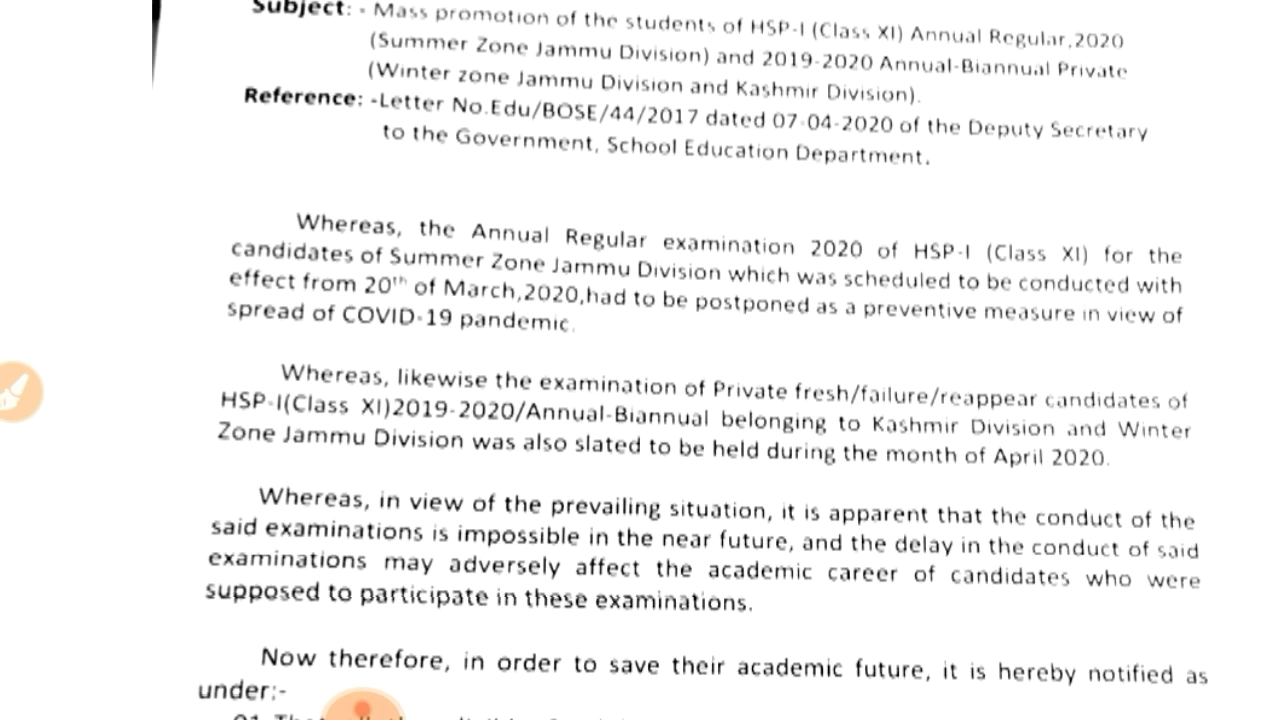 Subject: - Mass promotion of the students of HSP-I (Class XI) Annual Regular,2020
(Summer Zone Jammu Division) and 2019-2020 Annual-Biannual Private
(Winter zone Jammu Division and Kashmir Division).
Reference: -Letter No.Edu/BOSE/44/2017 dated 07-04-2020 of the Deputy Secretary
to the Government, School Education Department.
Whereas, the Annual Regular examination 2020 of HSP-I (Class XI) for the
candidates of Summer Zone Jammu Division which was scheduled to be conducted with
effect from 20th of March,2020,had to be postponed as a preventive measure in view of
spread of COVID-19 pandemic.
Whereas, likewise the examination of Private fresh/failure/reappear candidates of
HSP-I(Class XI)2019-2020/Annual-Biannual belonging to Kashmir Division and Winter
Zone Jammu Division was also slated to be held during the month of April 2020.
Whereas, in view of the prevailing situation, it is apparent that the conduct of the
said examinations is impossible in the near future, and the delay in the conduct of said
examinations may adversely affect the academic career of candidates who were
supposed to participate in these examinations.
Now therefore, in order to save their academic future, it is hereby notified as
under:-